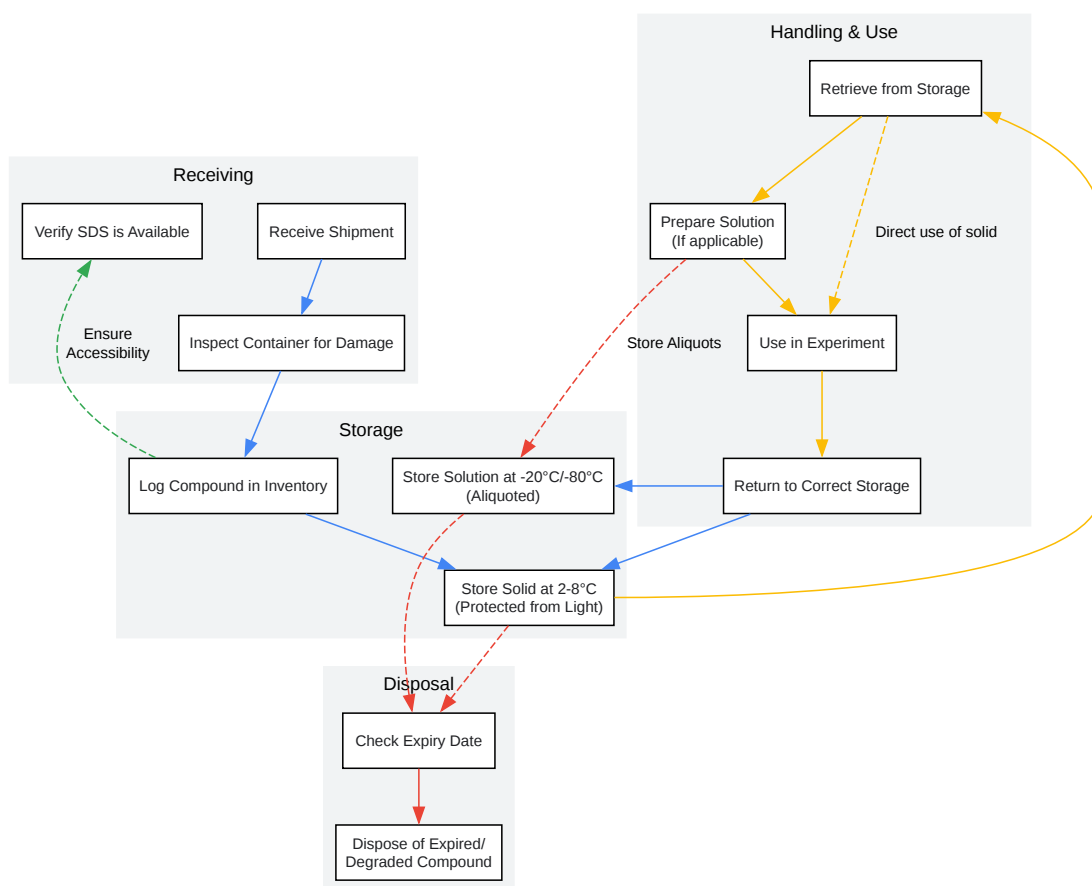 Handling & Use
Retrieve from Storage
Receiving
Verify SDS is Available
Receive Shipment
Prepare Solution
(If applicable)
Direct use of solid
Ensure
Accessibility
Inspect Container for Damage
Store Aliquots
Use in Experiment
Storage
Log Compound in Inventory
Store Solution at -20°C/-80°C
(Aliquoted)
Return to Correct Storage
Store Solid at 2-8°C
(Protected from Light)
Disposal
Check Expiry Date
Dispose of Expired/
Degraded Compound